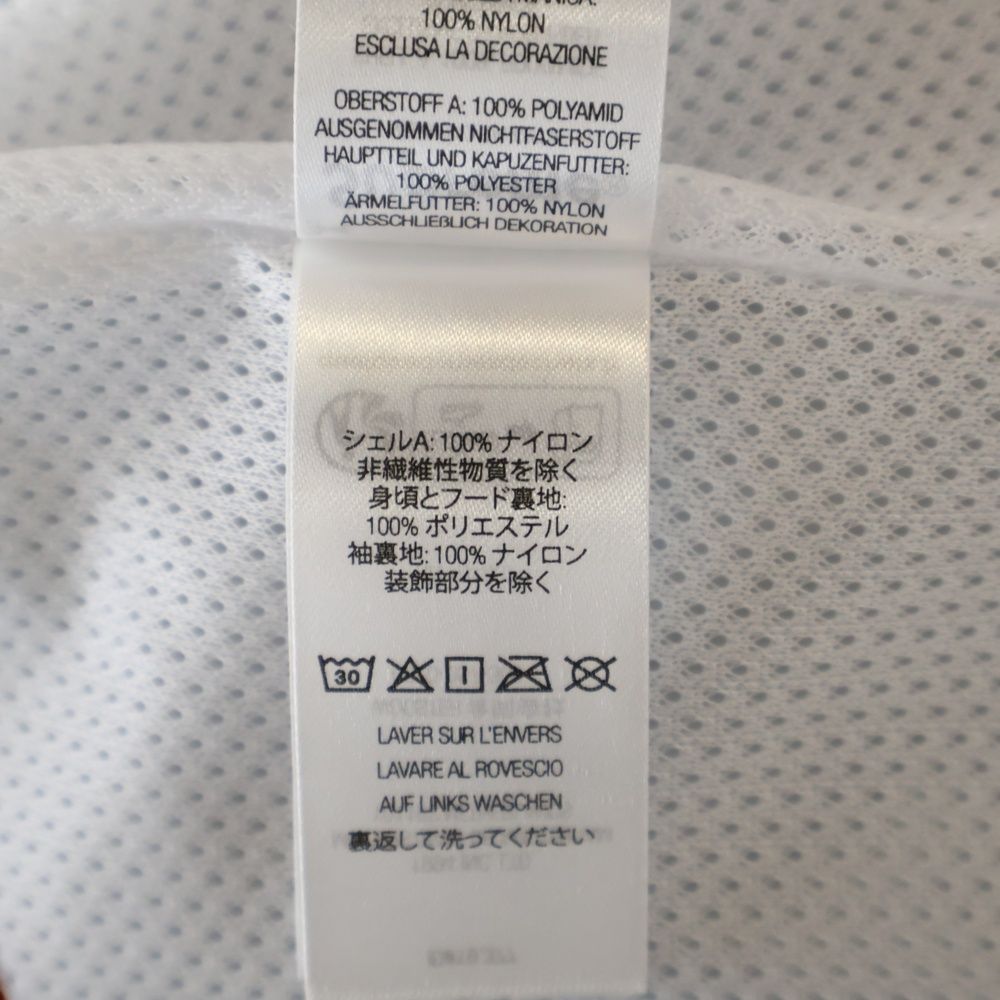 100% NYLON
ESCLUSA LA DECORAZIONE
OBERSTOFF A: 100% POLYAMID
AUSGENOMMEN NICHTFASERSTOFF
HAUPTTEIL UND KAPUZENFUTTER:
100% POLYESTER
ÄRMELFUTTER: 100% NYLON
AUSSCHLIEßLICH DEKORATION
シェルA: 100% ナイロン
非繊維性物質を除く
身頃とフード裏地:
100% ポリエステル
袖裏地: 100% ナイロン
装飾部分を除く
30
LAVER SUR L'ENVERS
LAVARE AL ROVESCIO
AUF LINKS WASCHEN
裏返して洗ってください